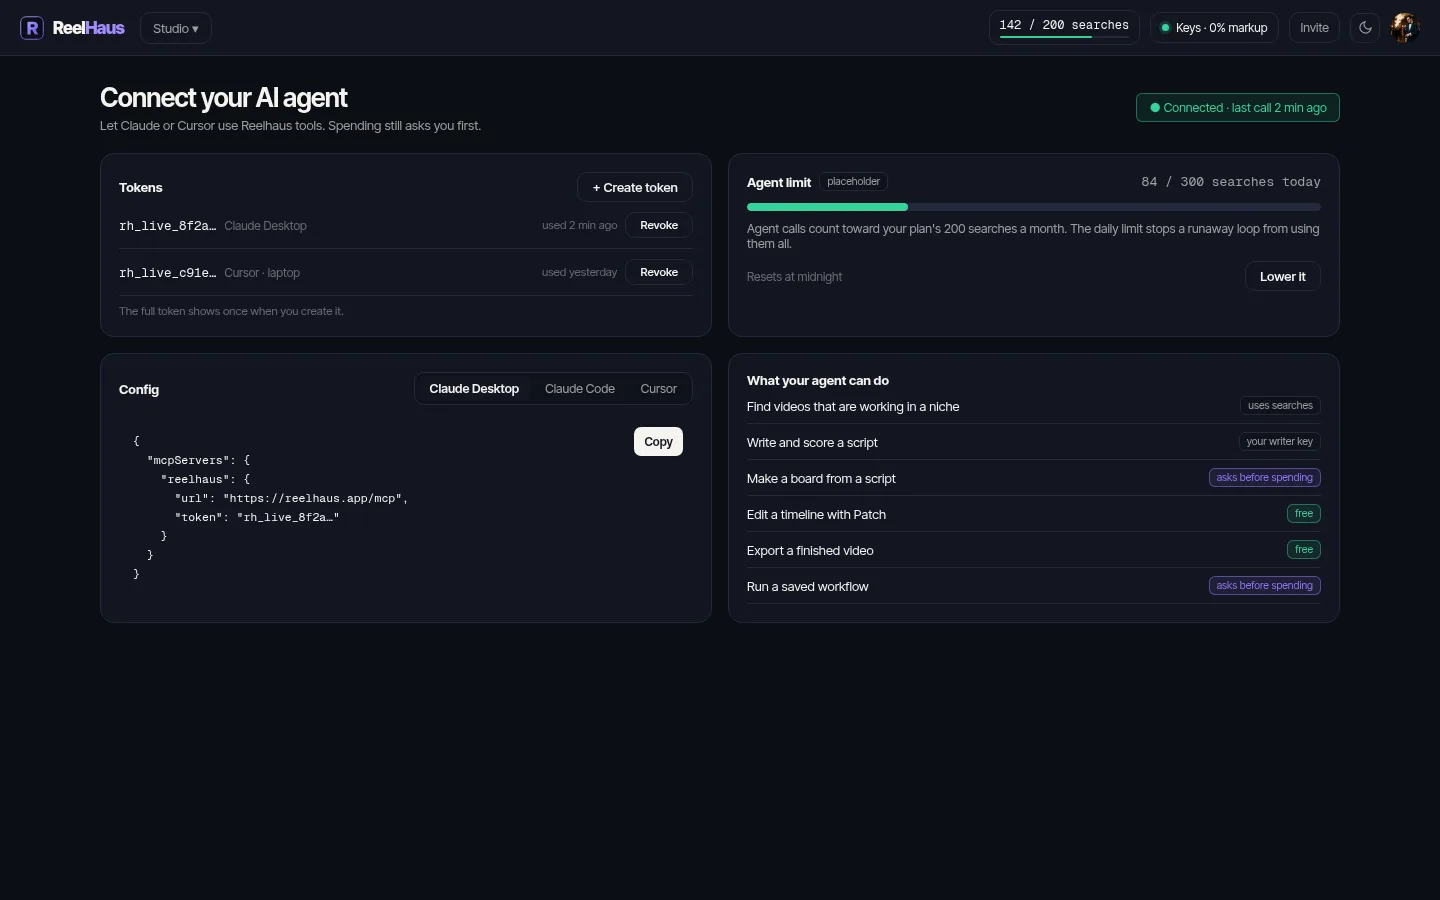 R ReelHaus Studio ▾ 142 / 200 searches Keys · 0% markup Invite
Connect your AI agent
Let Claude or Cursor use Reelhaus tools. Spending still asks you first.
Connected · last call 2 min ago
Tokens
+ Create token
rh_live_8f2a… Claude Desktop used 2 min ago Revoke
rh_live_c91e… Cursor · laptop used yesterday Revoke
The full token shows once when you create it.
Agent limit placeholder 84 / 300 searches today
Agent calls count toward your plan's 200 searches a month. The daily limit stops a runaway loop from using
them all.
Resets at midnight Lower it
Config Claude Desktop Claude Code Cursor
Copy
{
"mcpServers": {
"reelhaus": {
"url": "https://reelhaus.app/mcp",
"token": "rh_live_8f2a…"
}
}
}
What your agent can do
Find videos that are working in a niche uses searches
Write and score a script your writer key
Make a board from a script asks before spending
Edit a timeline with Patch free
Export a finished video free
Run a saved workflow asks before spending